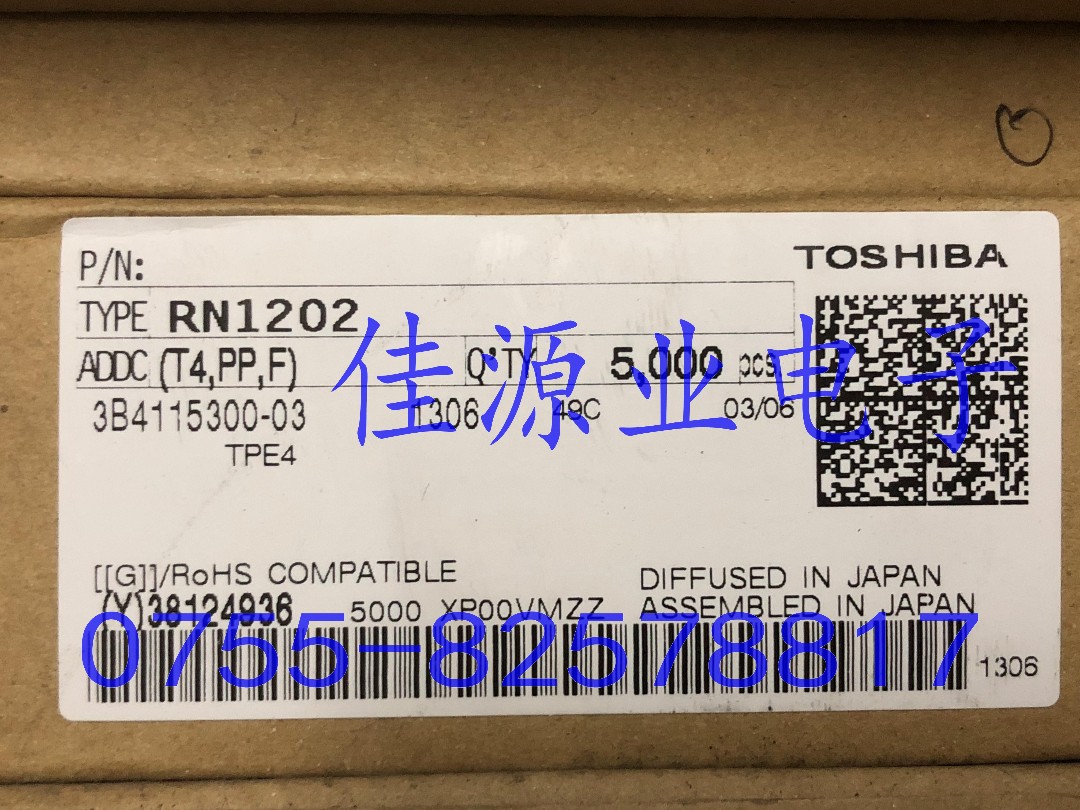 TOSHIBA
P/N:
TYPE RN1202
ADDC (T4,PP,F) Q'TY 5,000 pcs
佳源业电子
3B4115300-03 1306 49C 03/06
TPE4
[[G]]/RoHS COMPATIBLE DIFFUSED IN JAPAN
(Y)38124936 5000 XP00VMZZ ASSEMBLED IN JAPAN
0755-82578817
1306